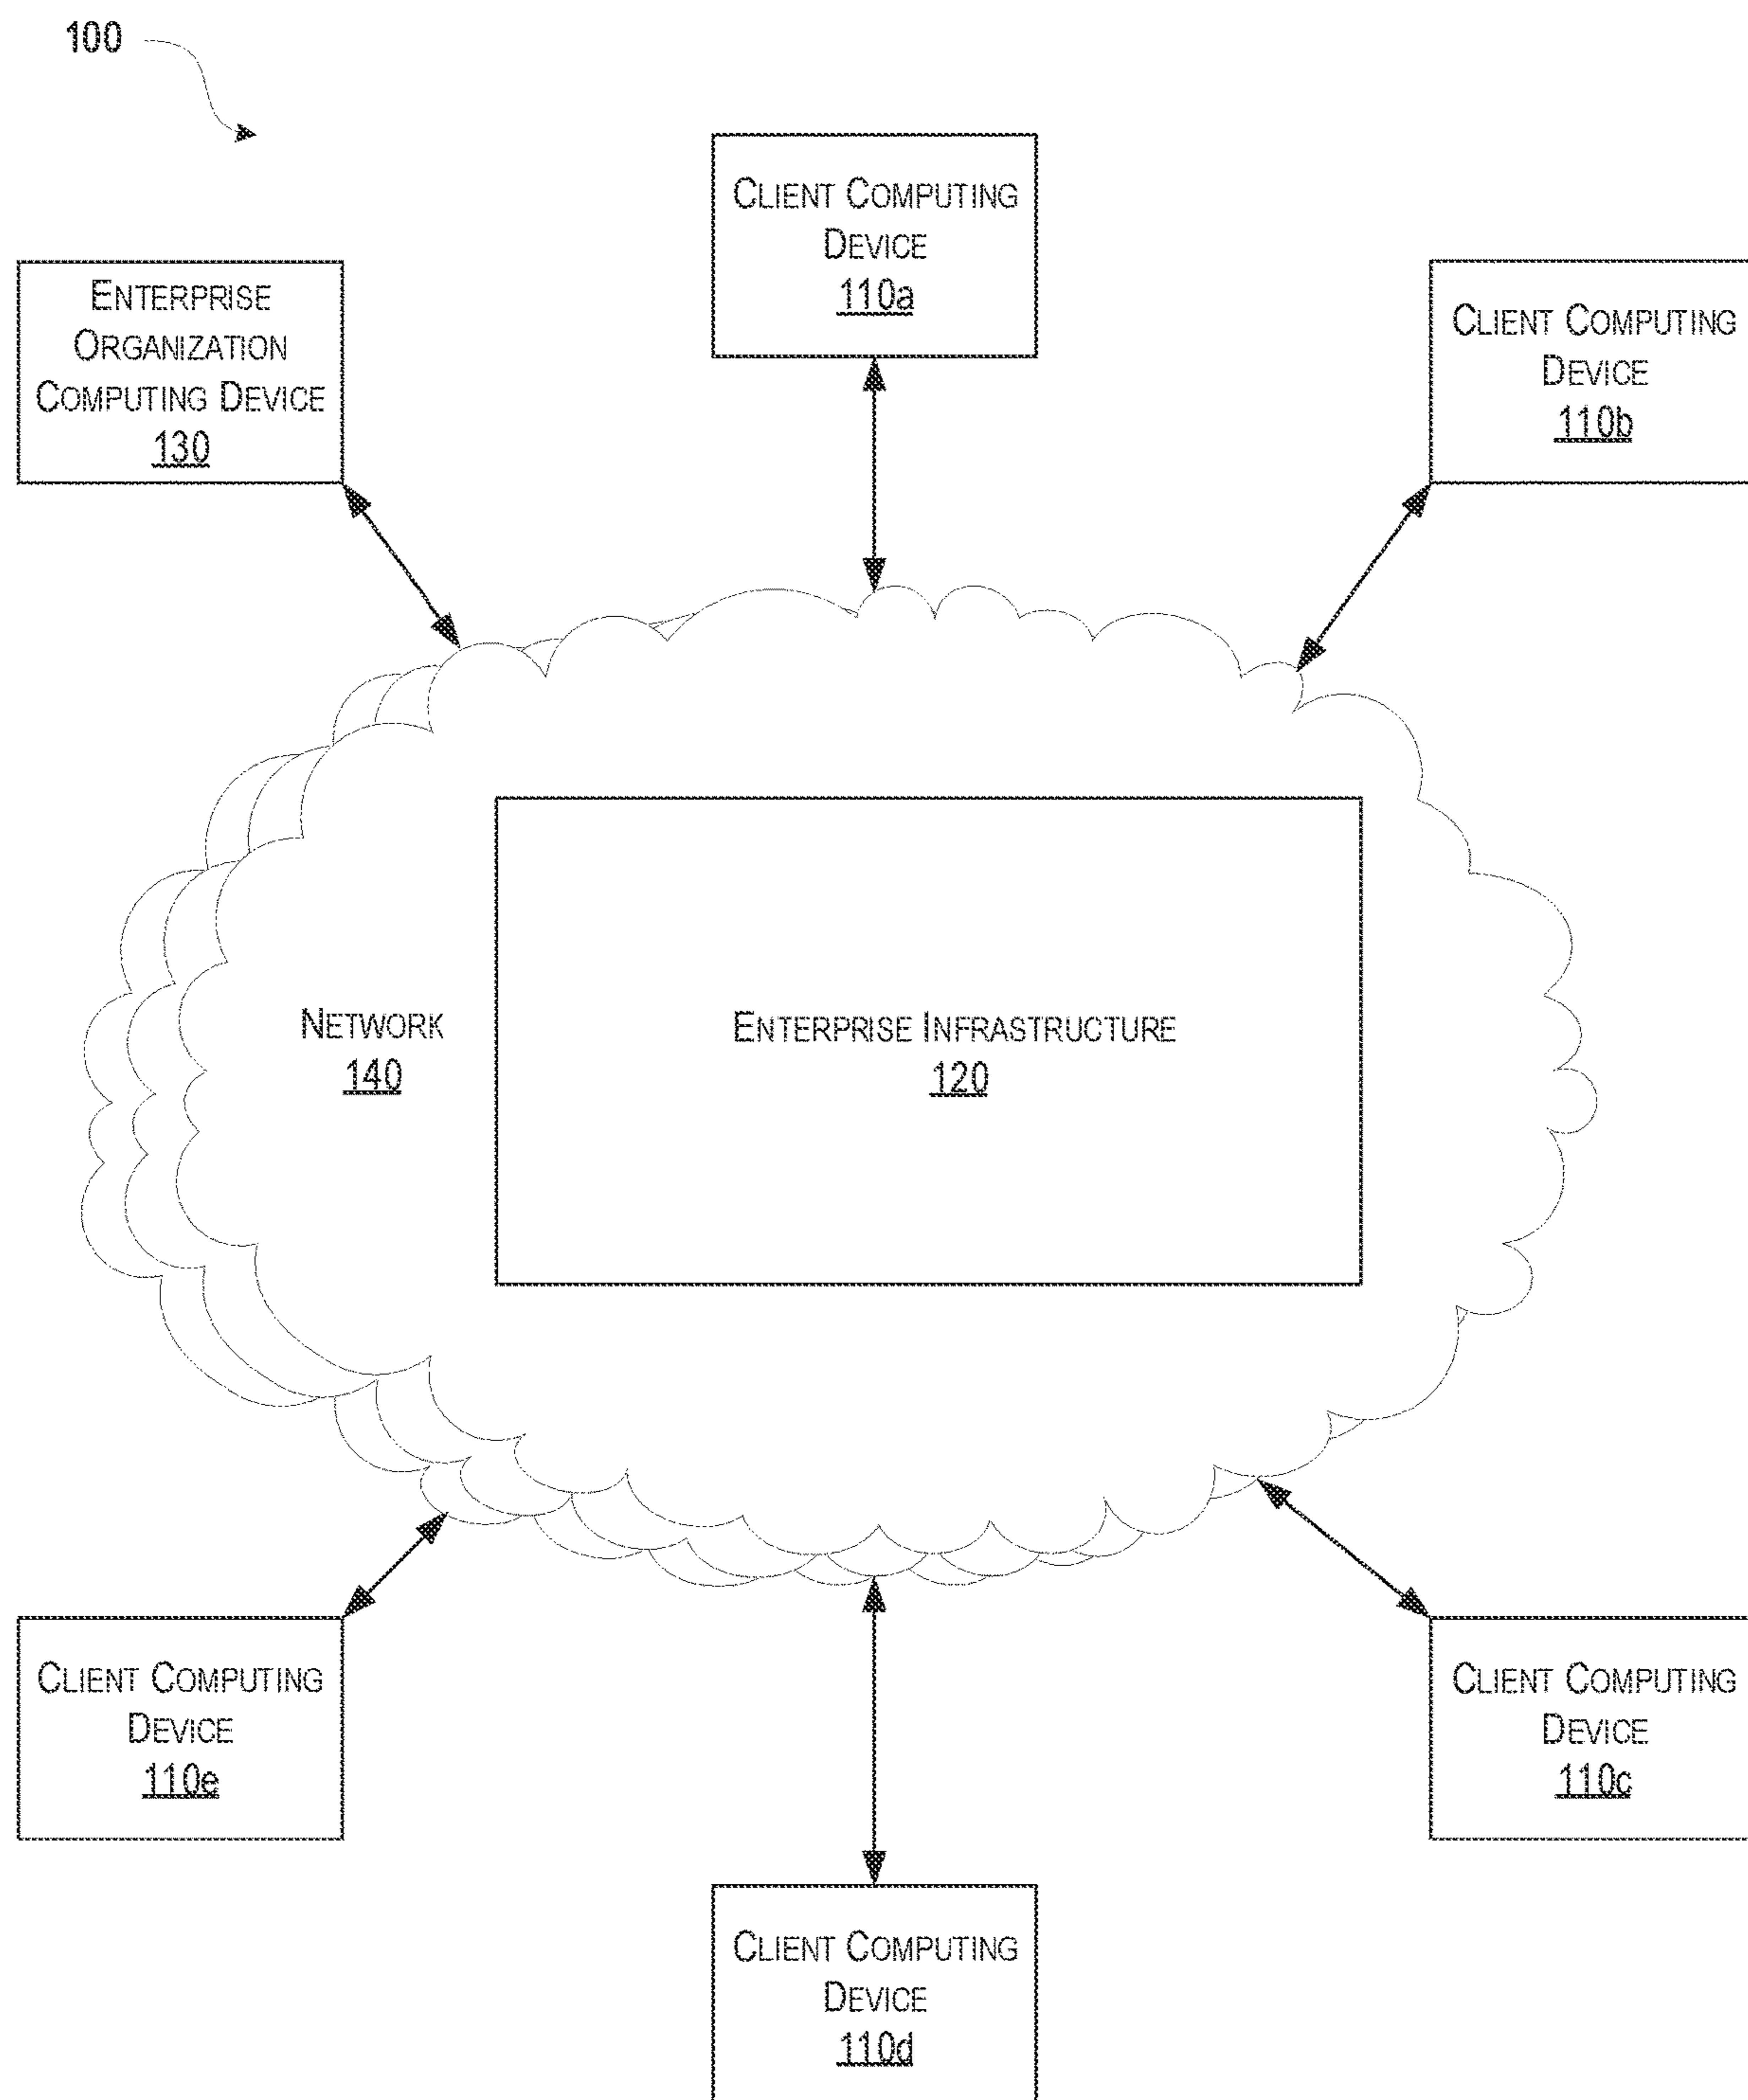 100
CLIENT COMPUTING
DEVICE
110a
ENTERPRISE
ORGANIZATION
COMPUTING DEVICE
130
CLIENT COMPUTING
DEVICE
110b
NETWORK
140
ENTERPRISE INFRASTRUCTURE
120
CLIENT COMPUTING
DEVICE
110e
CLIENT COMPUTING
DEVICE
110c
CLIENT COMPUTING
DEVICE
110d